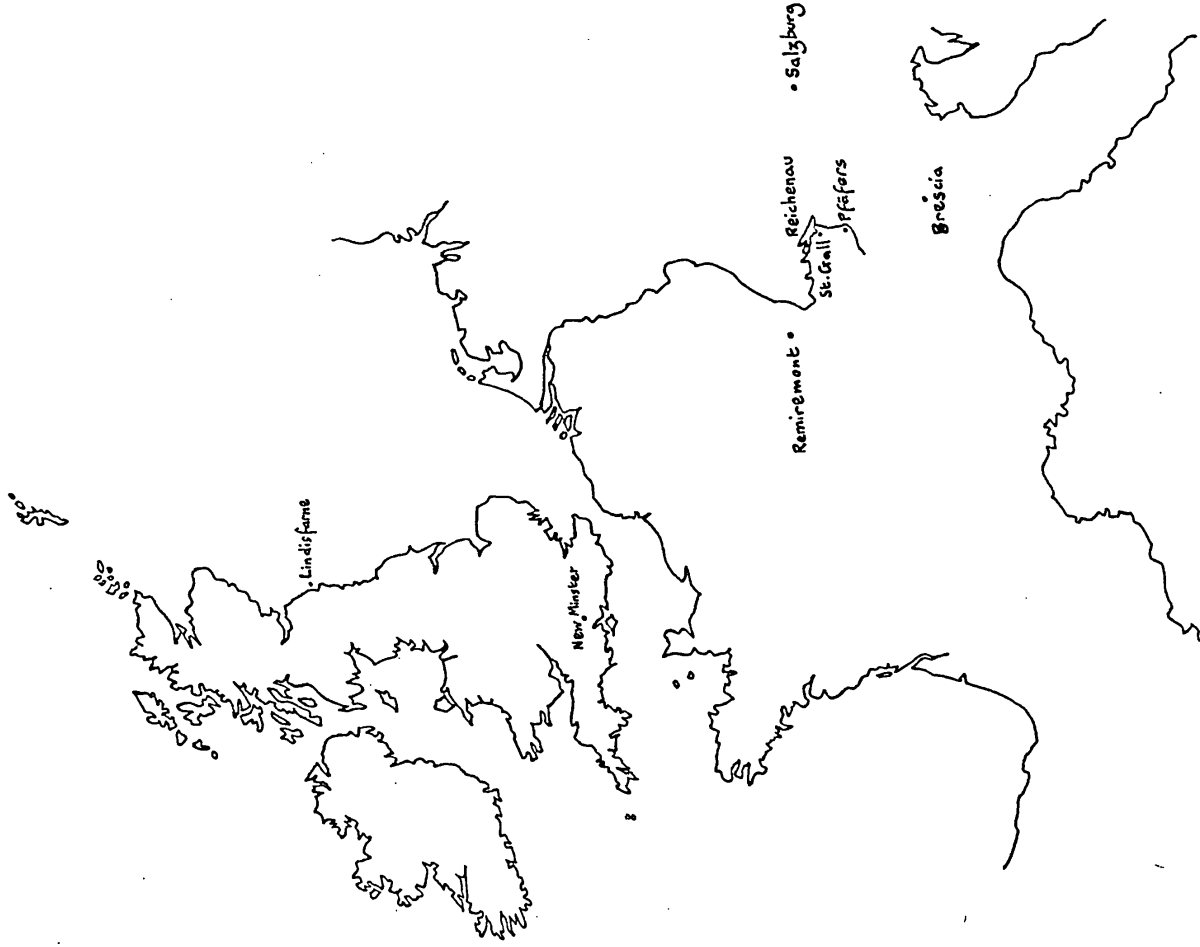 Lindisfarne
New Minster
Remiremont
Reichenau
St. Gall
Pfäfers
Salzburg
Brescia